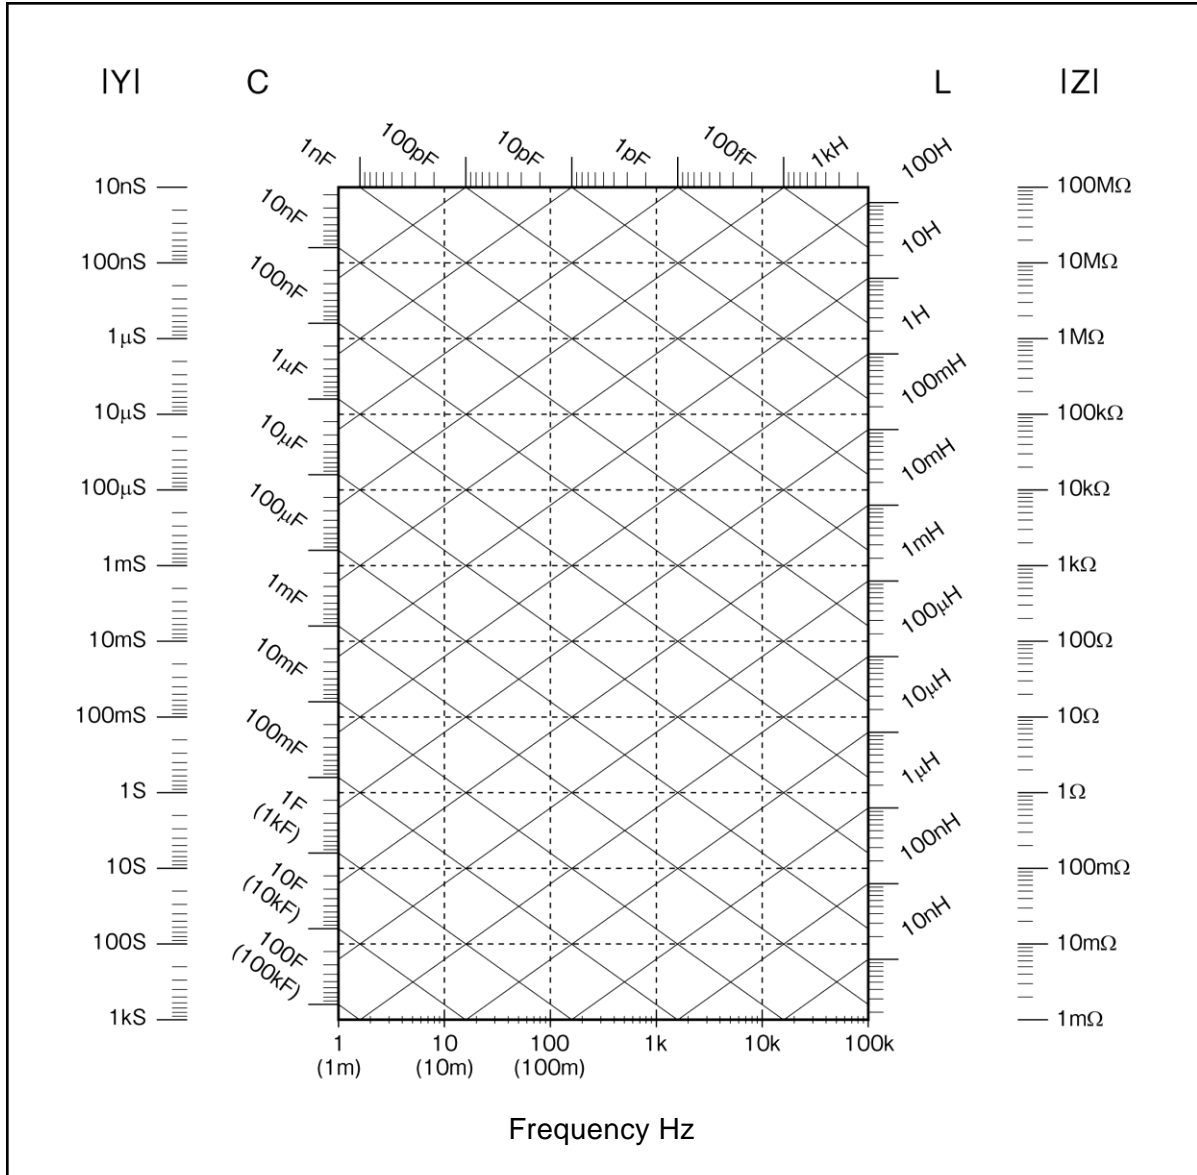 |Y| C L |Z|
1nF 100pF 10pF 1pF 100fF 1kH 100H
10nS
100nS
1µS
10µS
100µS
1mS
10mS
100mS
1S
10S
100S
1kS
10nF
100nF
1µF
10µF
100µF
1mF
10mF
100mF
1F
(1kF)
10F
(10kF)
100F
(100kF)
10H
1H
100mH
10mH
1mH
100µH
10µH
1µH
100nH
10nH
100MΩ
10MΩ
1MΩ
100kΩ
10kΩ
1kΩ
100Ω
10Ω
1Ω
100mΩ
10mΩ
1mΩ
1 10 100 1k 10k 100k
(1m) (10m) (100m)
Frequency Hz